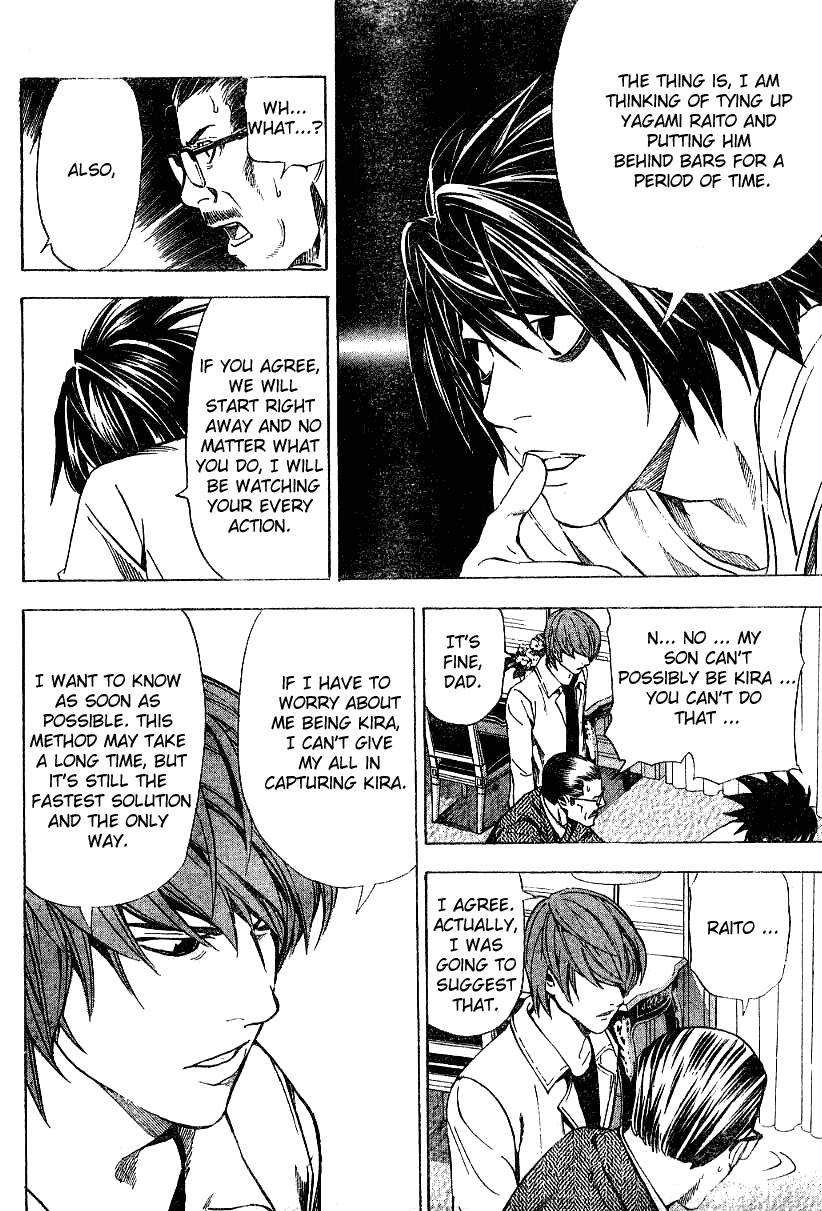 THE THING IS, I AM
THINKING OF TYING UP
YAGAMI RAITO AND
PUTTING HIM
BEHIND BARS FOR A
PERIOD OF TIME.
WH...
WHAT...?
ALSO,
IF YOU AGREE,
WE WILL
START RIGHT
AWAY AND NO
MATTER WHAT
YOU DO, I WILL
BE WATCHING
YOUR EVERY
ACTION.
N... NO ... MY
SON CAN'T
POSSIBLY BE KIRA ...
YOU CAN'T DO
THAT ...
IT'S
FINE,
DAD.
RAITO ...
I AGREE.
ACTUALLY,
I WAS
GOING TO
SUGGEST
THAT.
IF I HAVE TO
WORRY ABOUT
ME BEING KIRA,
I CAN'T GIVE
MY ALL IN
CAPTURING KIRA.
I WANT TO KNOW
AS SOON AS
POSSIBLE. THIS
METHOD MAY TAKE
A LONG TIME, BUT
IT'S STILL THE
FASTEST SOLUTION
AND THE ONLY
WAY.